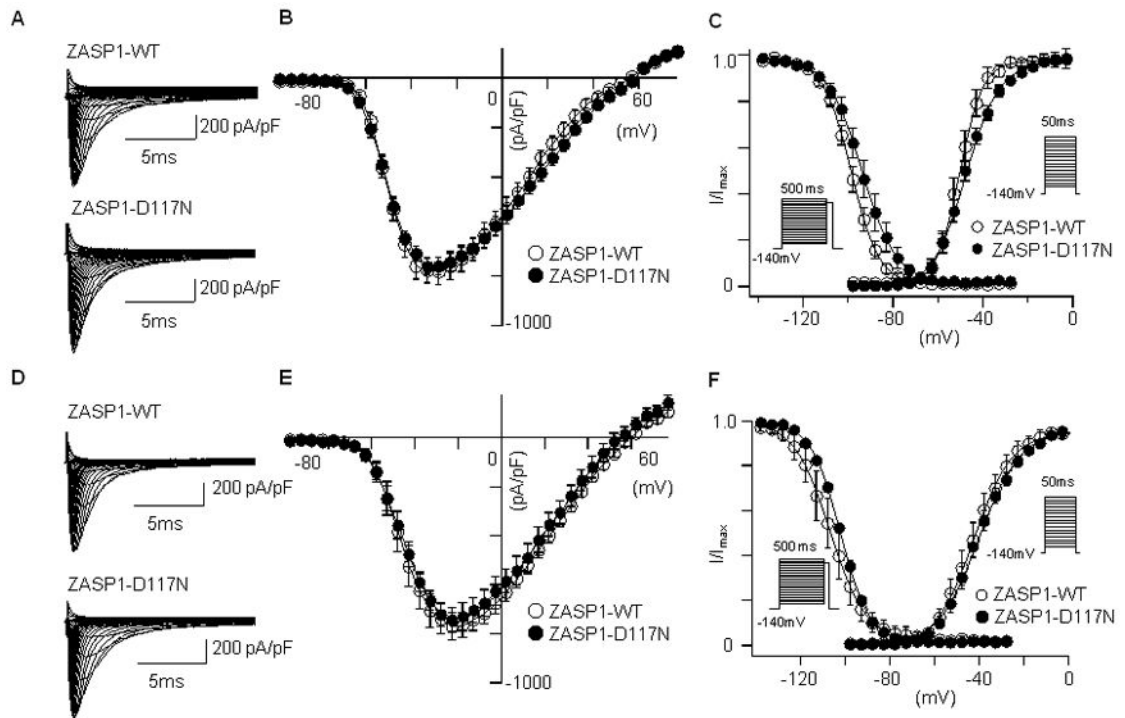 A
ZASP1-WT
200 pA/pF
5ms
ZASP1-D117N
200 pA/pF
5ms
B
-80
0
60
(mV)
(pA/pF)
ZASP1-WT
ZASP1-D117N
-1000
C
1.0
I/Imax
0
500 ms
-140mV
50ms
-140mV
ZASP1-WT
ZASP1-D117N
-120
-80
-40
0
(mV)
D
ZASP1-WT
200 pA/pF
5ms
ZASP1-D117N
200 pA/pF
5ms
E
-80
0
60
(mV)
(pA/pF)
ZASP1-WT
ZASP1-D117N
-1000
F
1.0
I/Imax
0
500 ms
-140mV
50ms
-140mV
ZASP1-WT
ZASP1-D117N
-120
-80
-40
0
(mV)